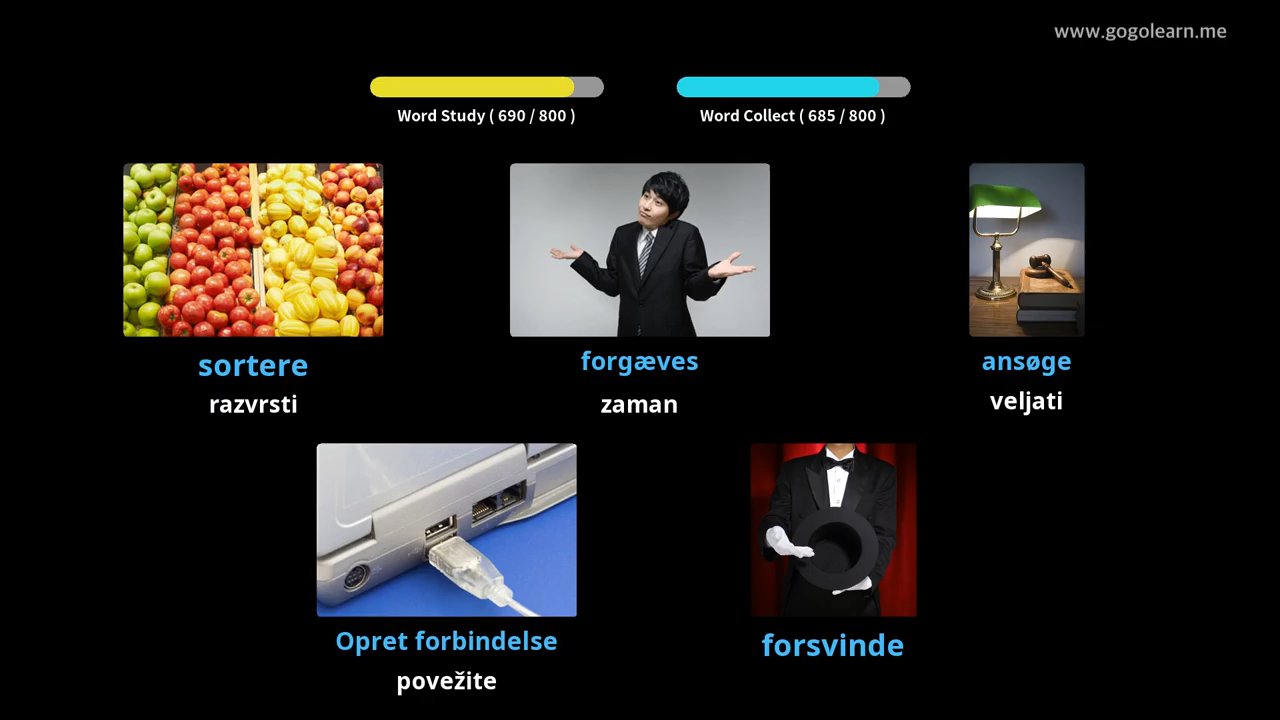 www.gogolearn.me
Word Study ( 690 / 800 )
Word Collect ( 685 / 800 )
sortere
razvrsti
forgæves
zaman
ansøge
veljati
Opret forbindelse
povežite
forsvinde